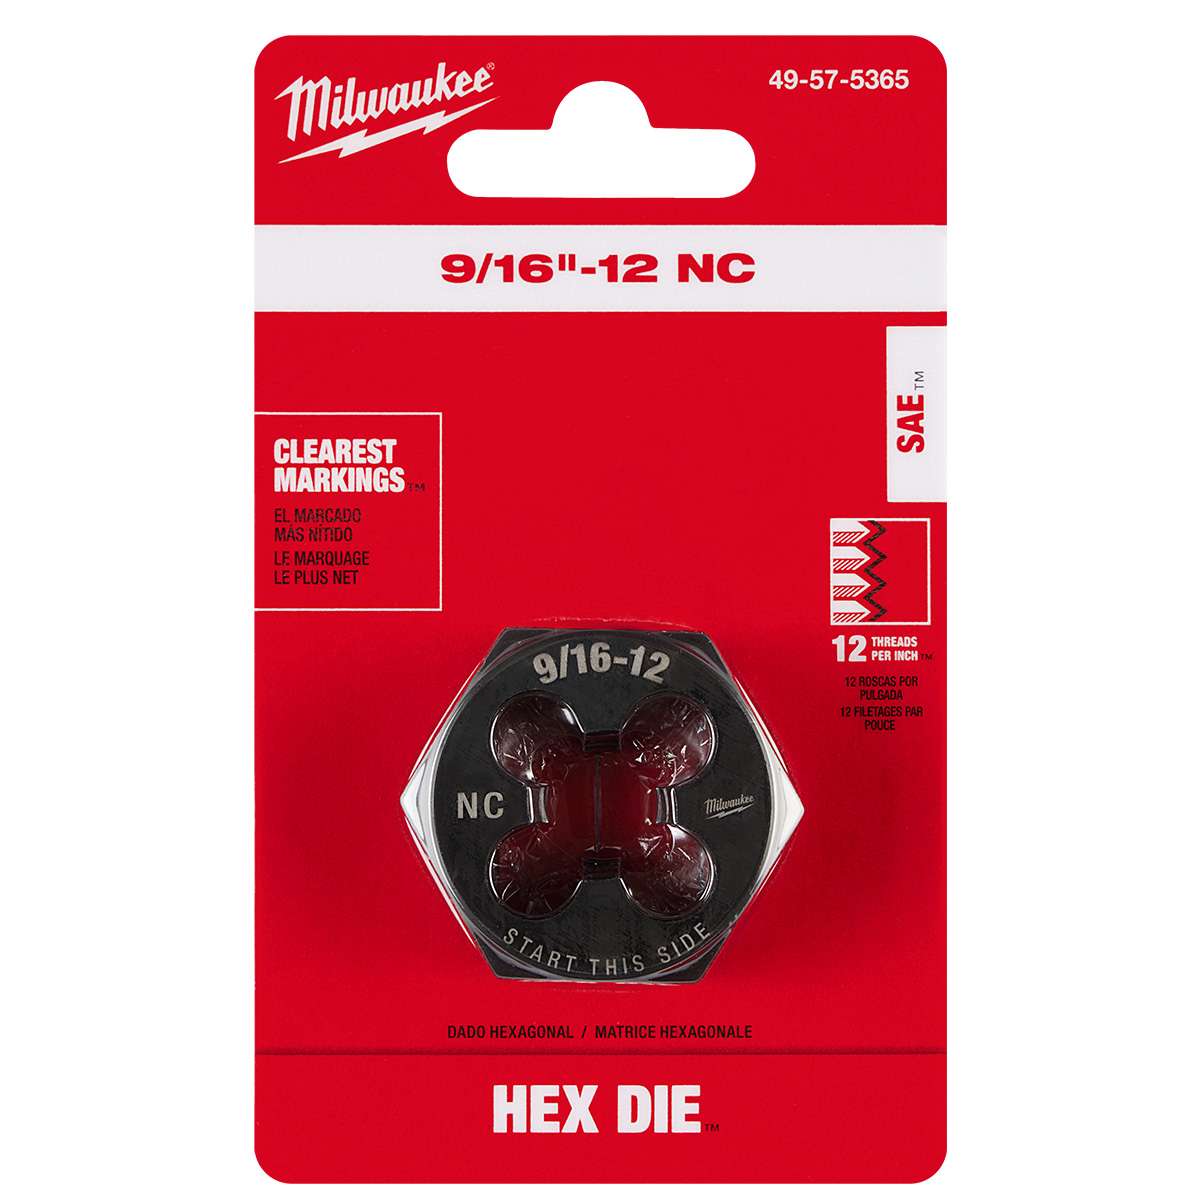 Milwaukee®
49-57-5365
9/16"-12 NC
SAE™
CLEAREST
MARKINGS™
EL MARCADO
MÁS NÍTIDO
LE MARQUAGE
LE PLUS NET
12 THREADS
PER INCH™
12 ROSCAS POR
PULGADA
12 FILETAGES PAR
POUCE
9/16-12
NC
Milwaukee
START THIS SIDE
DADO HEXAGONAL / MATRICE HEXAGONALE
HEX DIE™